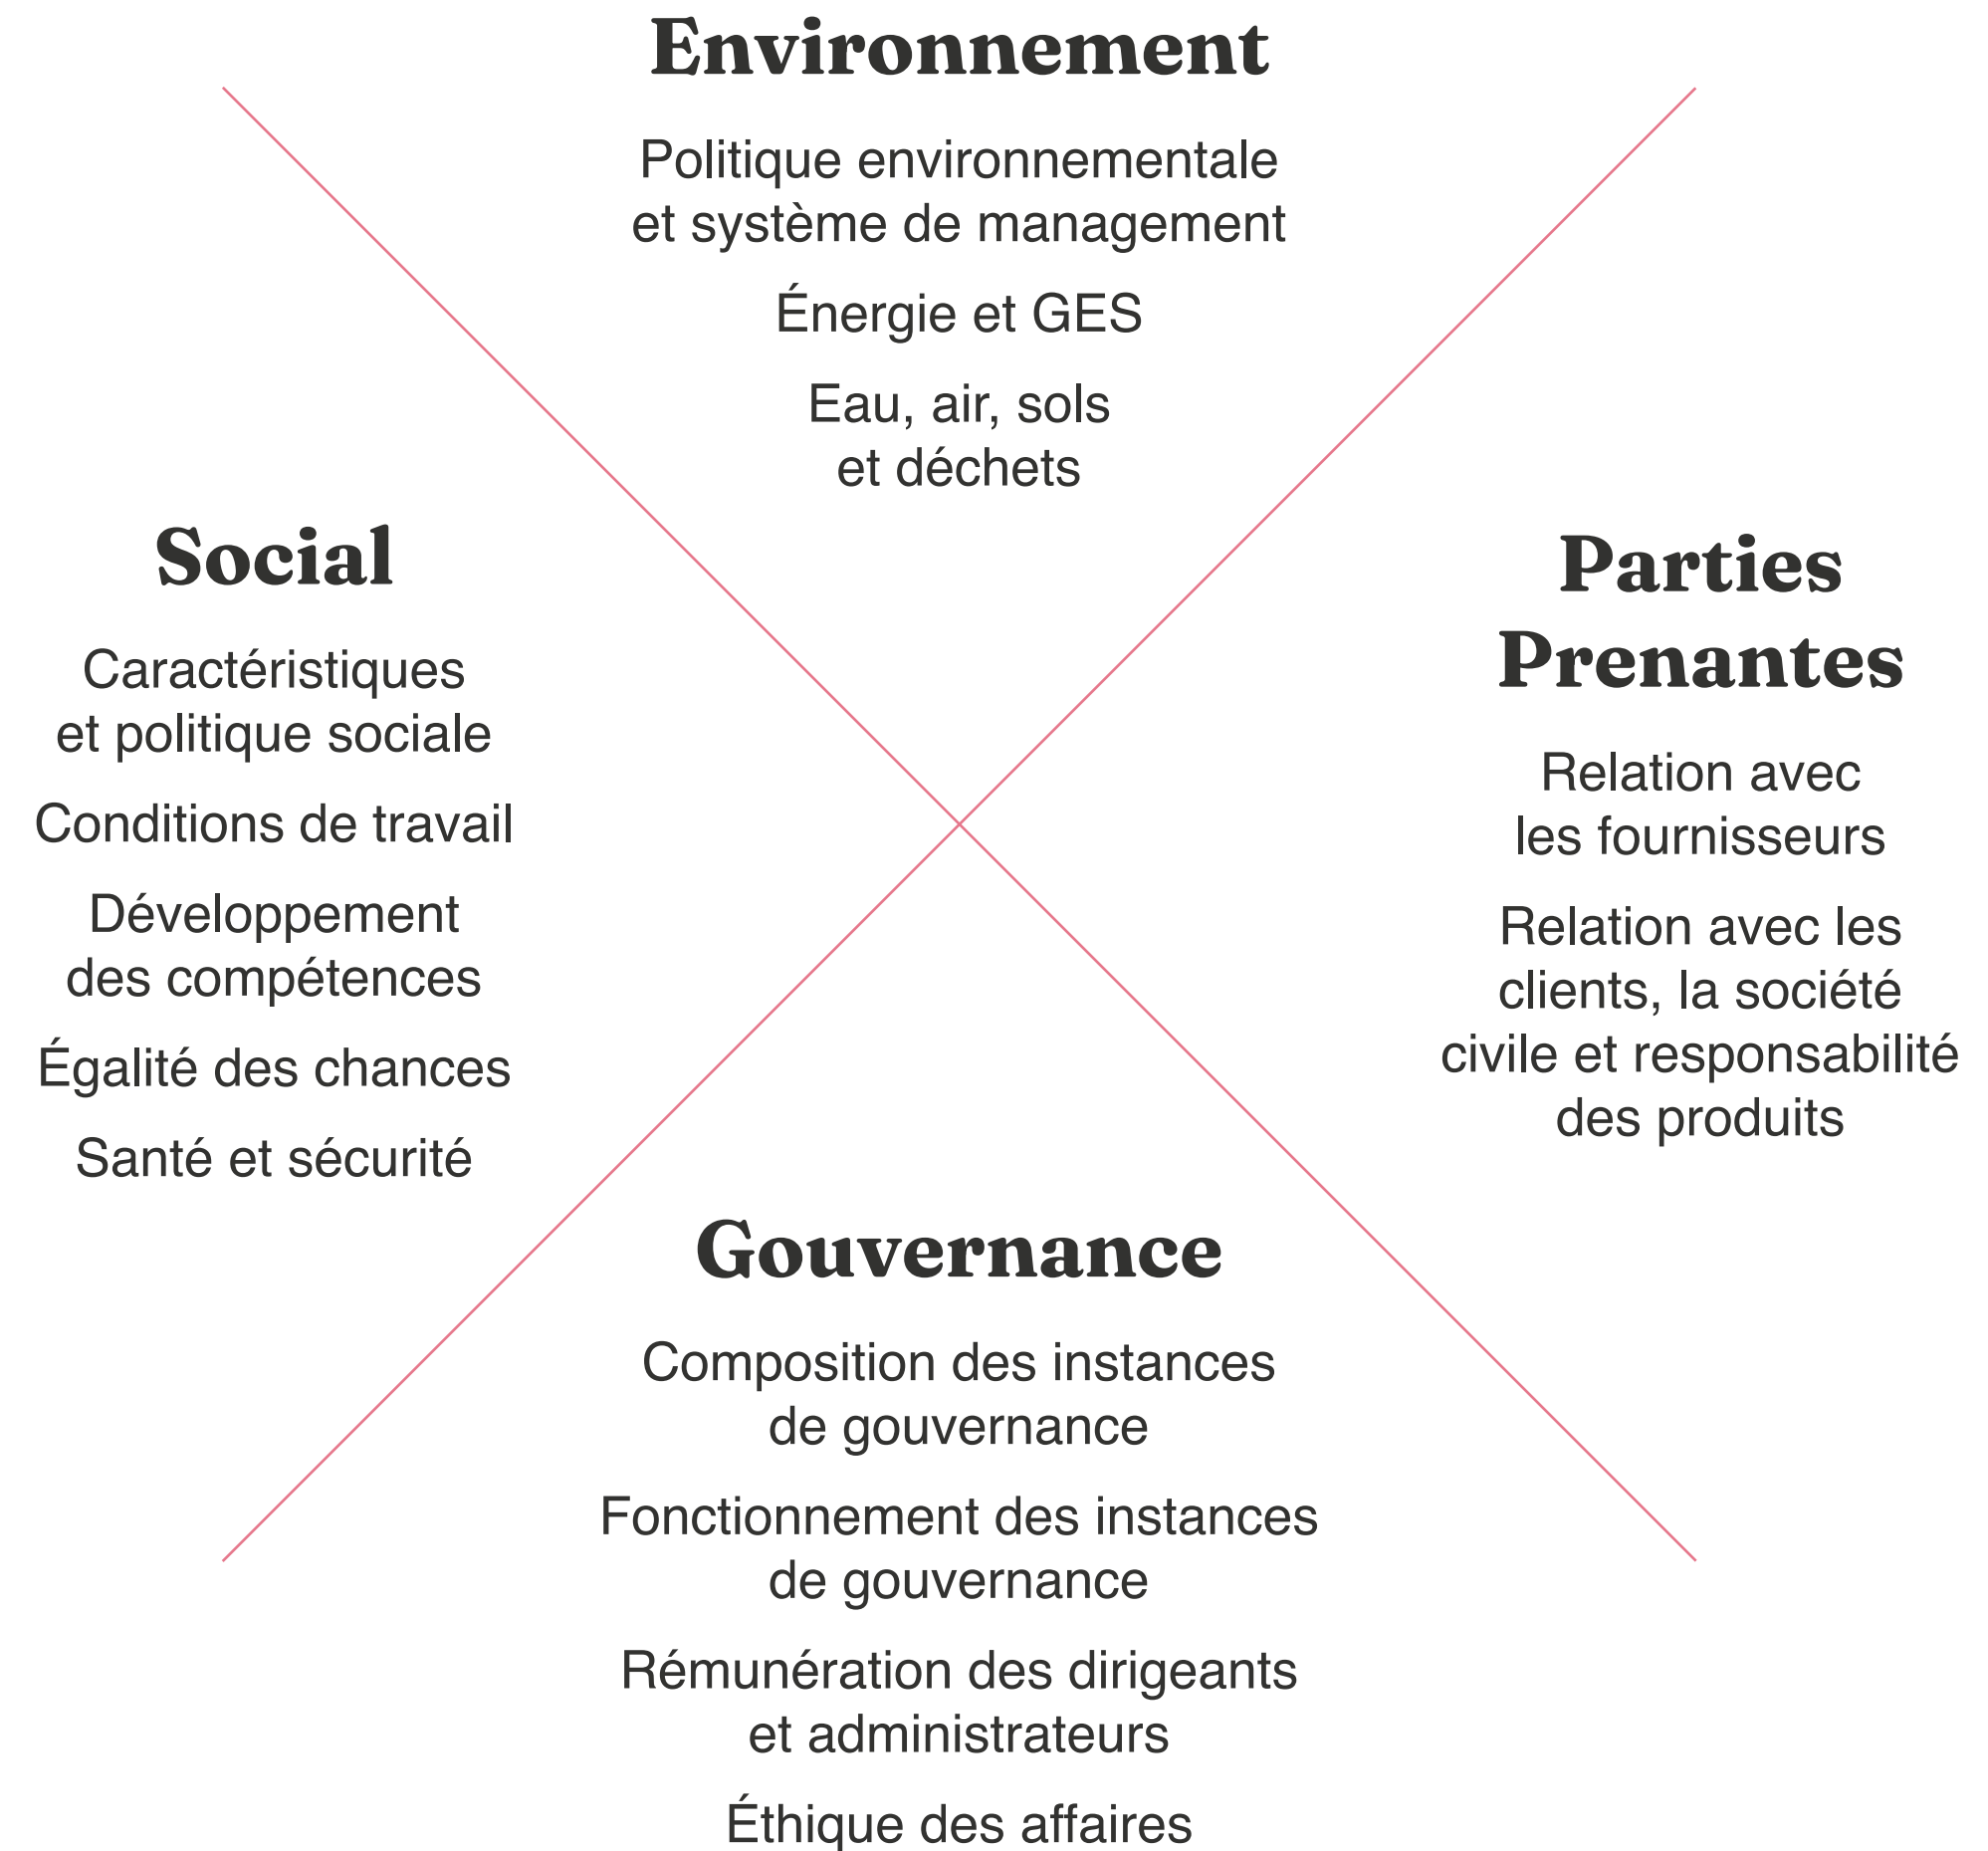 Environnement
Politique environnementale
et système de management
Énergie et GES
Eau, air, sols
et déchets
Social
Caractéristiques
et politique sociale
Conditions de travail
Développement
des compétences
Égalité des chances
Santé et sécurité
Parties
Prenantes
Relation avec
les fournisseurs
Relation avec les
clients, la société
civile et responsabilité
des produits
Gouvernance
Composition des instances
de gouvernance
Fonctionnement des instances
de gouvernance
Rémunération des dirigeants
et administrateurs
Éthique des affaires